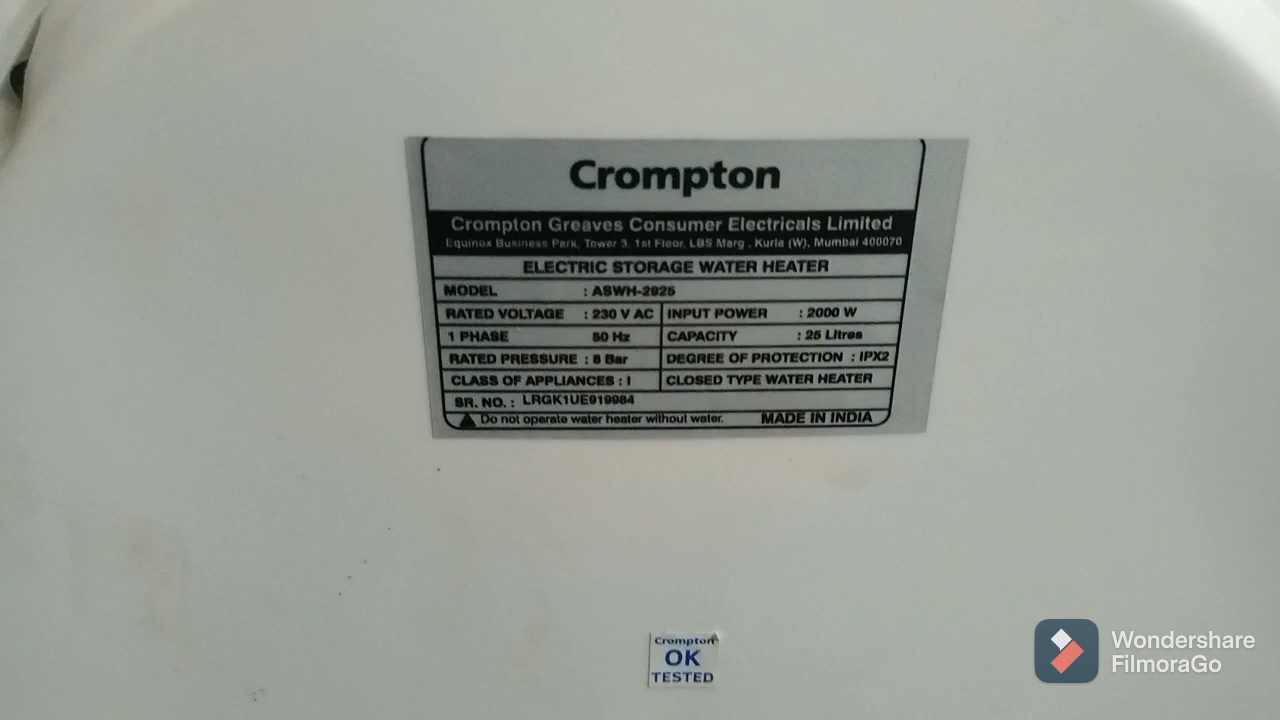 Crompton
Crompton Greaves Consumer Electricals Limited
Equinox Business Park, Tower 3, 1st Floor, LBS Marg , Kurla (W), Mumbai 400070
ELECTRIC STORAGE WATER HEATER
MODEL : ASWH-2925
RATED VOLTAGE : 230 V AC INPUT POWER : 2000 W
1 PHASE 50 Hz CAPACITY : 25 Litres
RATED PRESSURE : 8 Bar DEGREE OF PROTECTION : IPX2
CLASS OF APPLIANCES : I CLOSED TYPE WATER HEATER
SR. NO. : LRGK1UE919984
Do not operate water heater without water. MADE IN INDIA
Crompton
OK
TESTED
Wondershare
FilmoraGo